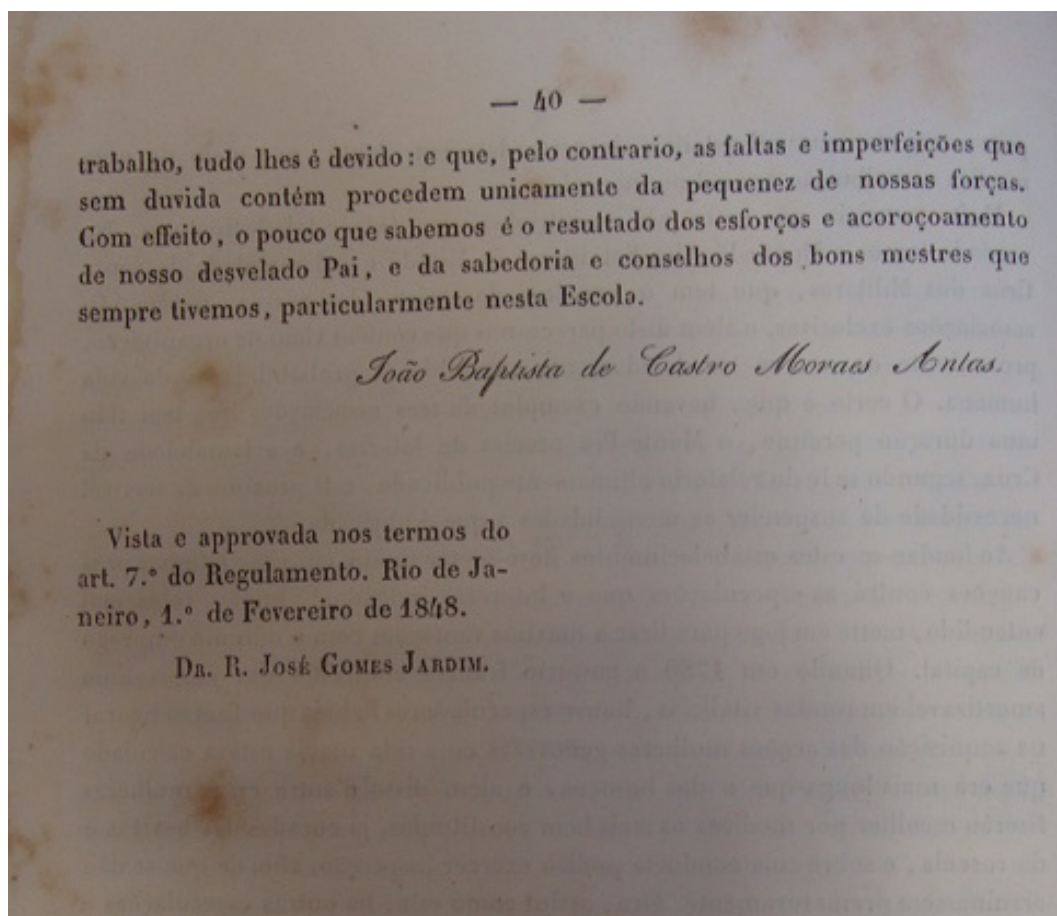 — 40 —
trabalho, tudo lhes é devido: e que, pelo contrario, as faltas e imperfeições que
sem duvida contém procedem unicamente da pequenez de nossas forças.
Com effeito, o pouco que sabemos é o resultado dos esforços e acoroçoamento
de nosso desvelado Pai, e da sabedoria e conselhos dos bons mestres que
sempre tivemos, particularmente nesta Escola.
João Baptista de Castro Moraes Antas.
Vista e approvada nos termos do
art. 7.º do Regulamento. Rio de Ja-
neiro, 1.º de Fevereiro de 1848.
DR. R. JOSÉ GOMES JARDIM.